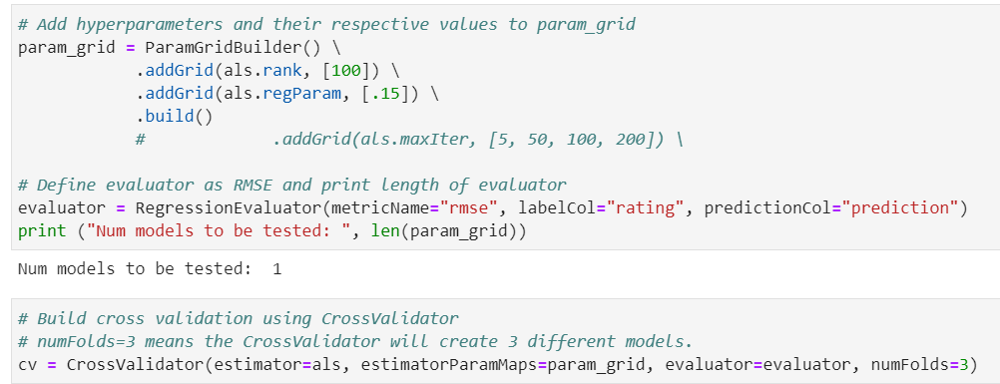 # Add hyperparameters and their respective values to param_grid
param_grid = ParamGridBuilder() \
            .addGrid(als.rank, [100]) \
            .addGrid(als.regParam, [.15]) \
            .build()
            #             .addGrid(als.maxIter, [5, 50, 100, 200]) \
# Define evaluator as RMSE and print length of evaluator
evaluator = RegressionEvaluator(metricName="rmse", labelCol="rating", predictionCol="prediction")
print ("Num models to be tested: ", len(param_grid))
Num models to be tested:  1
# Build cross validation using CrossValidator
# numFolds=3 means the CrossValidator will create 3 different models.
cv = CrossValidator(estimator=als, estimatorParamMaps=param_grid, evaluator=evaluator, numFolds=3)